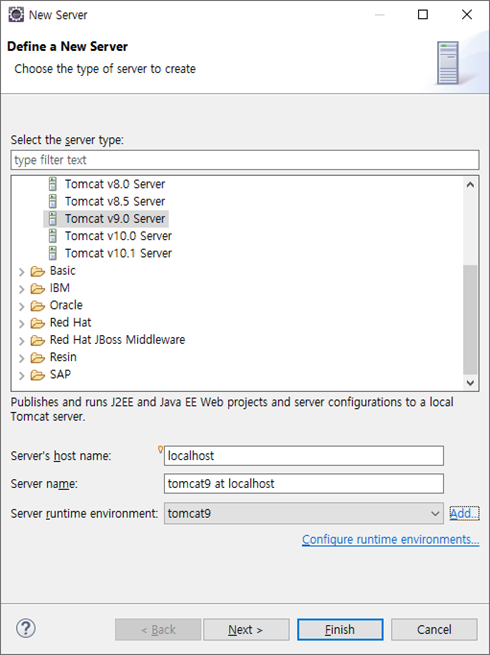 New Server
Define a New Server
Choose the type of server to create
Select the server type:
type filter text
Tomcat v8.0 Server
Tomcat v8.5 Server
Tomcat v9.0 Server
Tomcat v10.0 Server
Tomcat v10.1 Server
Basic
IBM
Oracle
Red Hat
Red Hat JBoss Middleware
Resin
SAP
Publishes and runs J2EE and Java EE Web projects and server configurations to a local
Tomcat server.
Server's host name: localhost
Server name: tomcat9 at localhost
Server runtime environment: tomcat9 Add...
Configure runtime environments...
? < Back Next > Finish Cancel